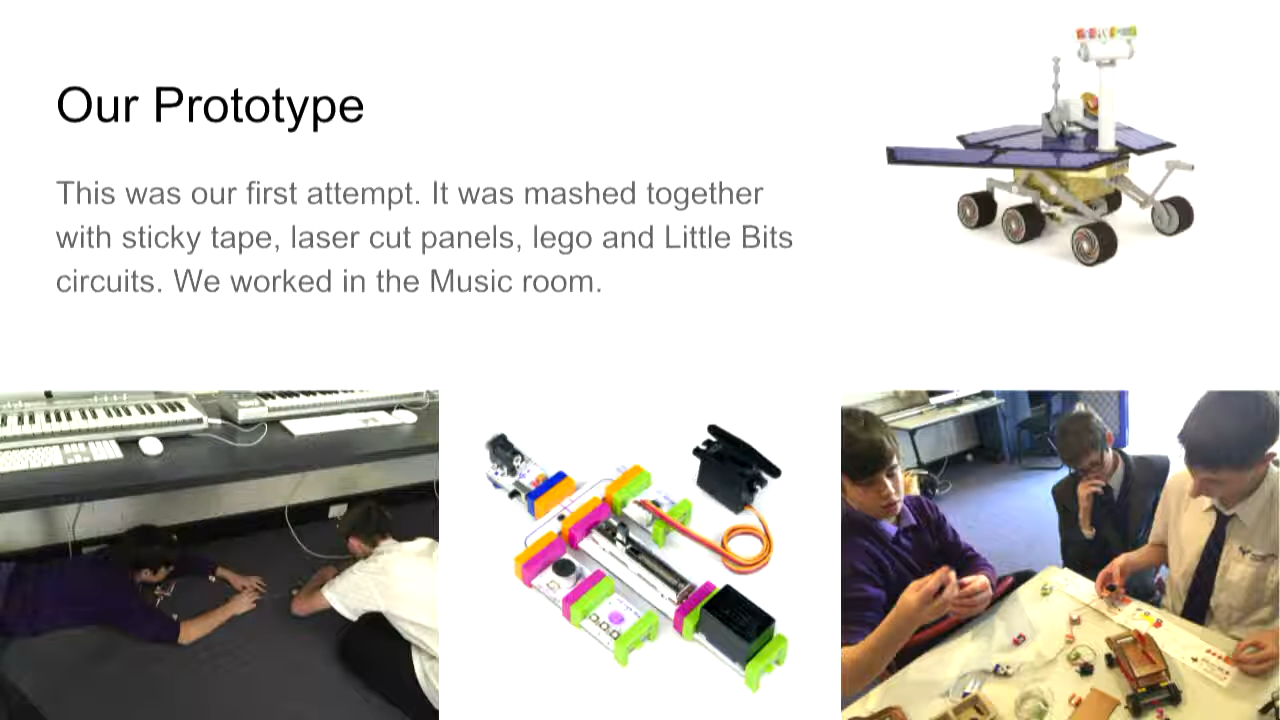 Our Prototype
This was our first attempt. It was mashed together
with sticky tape, laser cut panels, lego and Little Bits
circuits. We worked in the Music room.